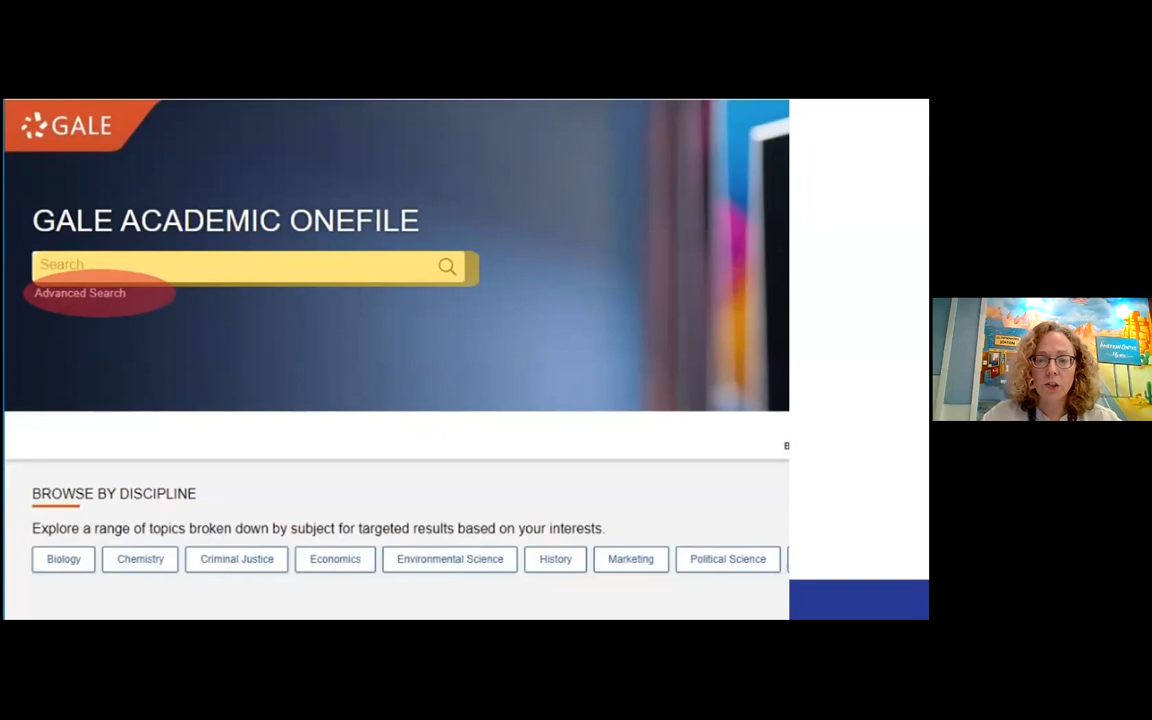 GALE
GALE ACADEMIC ONEFILE
Search
Advanced Search
B
BROWSE BY DISCIPLINE
Explore a range of topics broken down by subject for targeted results based on your interests.
Biology Chemistry Criminal Justice Economics Environmental Science History Marketing Political Science